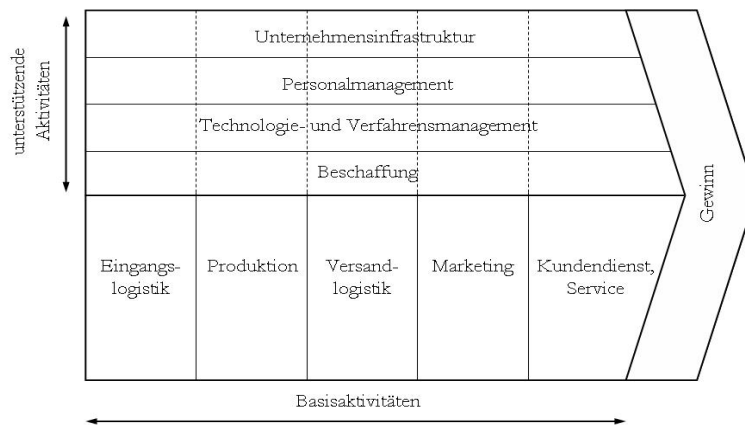 unterstützende
Aktivitäten
Unternehmensinfrastruktur
Personalmanagement
Technologie- und Verfahrensmanagement
Beschaffung
Eingangs-
logistik
Produktion
Versand-
logistik
Marketing
Kundendienst,
Service
Gewinn
Basisaktivitäten